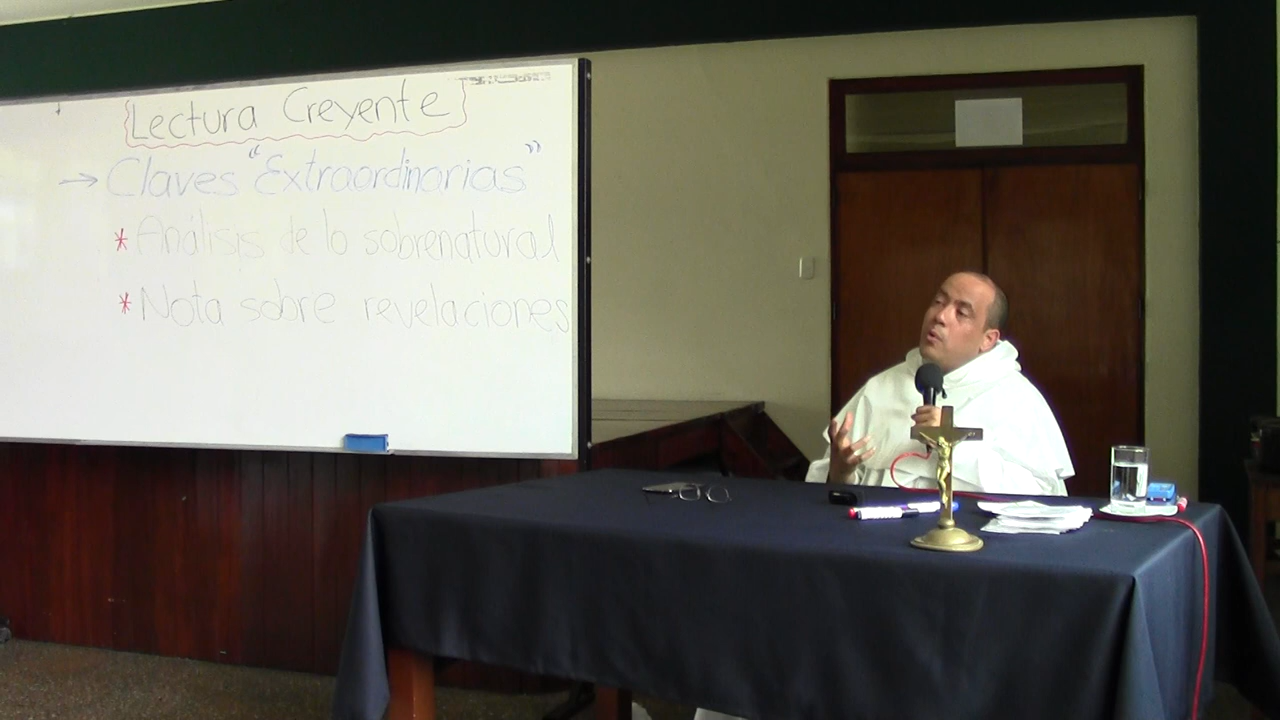 Lectura Creyente
→ Claves "Extraordinarias"
* Análisis de lo sobrenatural
* Nota sobre revelaciones